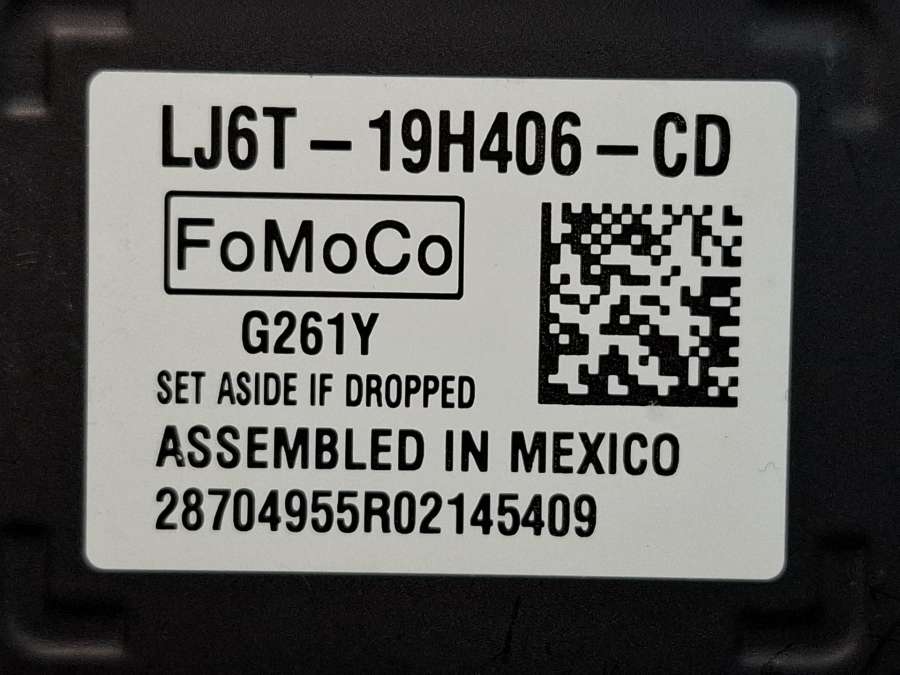 LJ6T-19H406-CD
FoMoCo
G261Y
SET ASIDE IF DROPPED
ASSEMBLED IN MEXICO
28704955R02145409